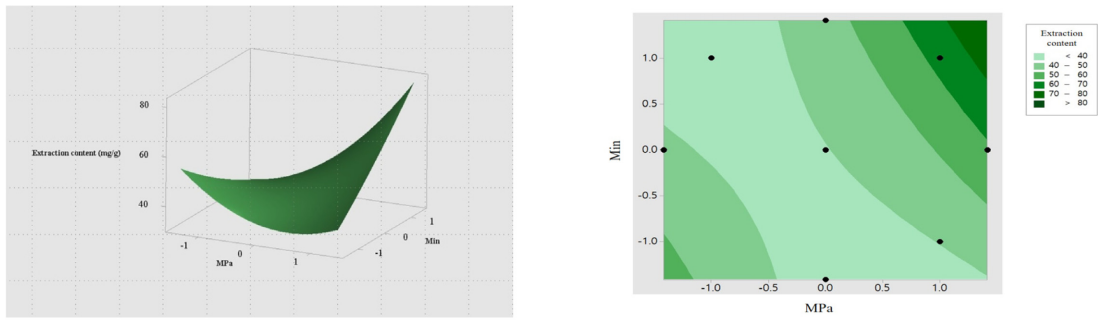 80
Extraction content (mg/g)
60
40
-1
0
1
MPa
-1
0
1
Min
Extraction
content
< 40
40 – 50
50 – 60
60 – 70
70 – 80
> 80
1.0
0.5
0.0
-0.5
-1.0
Min
-1.0 -0.5 0.0 0.5 1.0
MPa